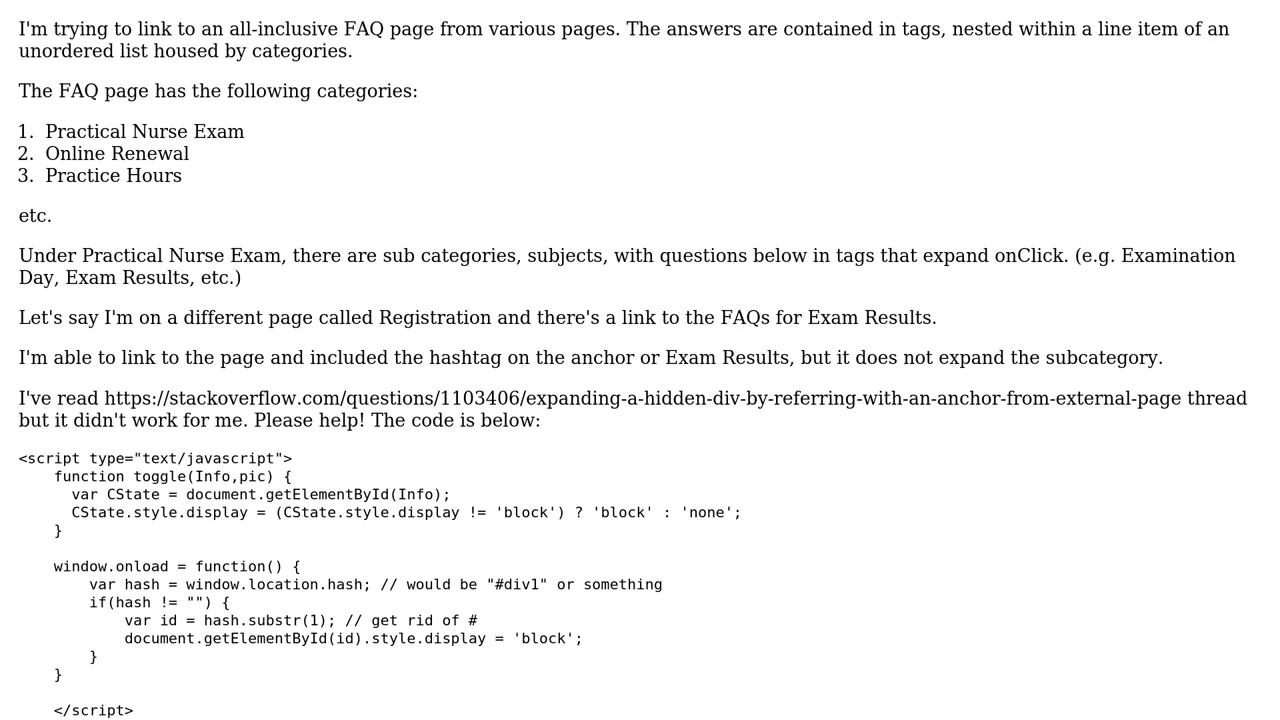 I'm trying to link to an all-inclusive FAQ page from various pages. The answers are contained in tags, nested within a line item of an
unordered list housed by categories.
The FAQ page has the following categories:
1. Practical Nurse Exam
2. Online Renewal
3. Practice Hours
etc.
Under Practical Nurse Exam, there are sub categories, subjects, with questions below in tags that expand onClick. (e.g. Examination
Day, Exam Results, etc.)
Let's say I'm on a different page called Registration and there's a link to the FAQs for Exam Results.
I'm able to link to the page and included the hashtag on the anchor or Exam Results, but it does not expand the subcategory.
I've read https://stackoverflow.com/questions/1103406/expanding-a-hidden-div-by-referring-with-an-anchor-from-external-page thread
but it didn't work for me. Please help! The code is below:
<script type="text/javascript">
    function toggle(Info,pic) {
      var CState = document.getElementById(Info);
      CState.style.display = (CState.style.display != 'block') ? 'block' : 'none';
    }
    window.onload = function() {
        var hash = window.location.hash; // would be "#div1" or something
        if(hash != "") {
            var id = hash.substr(1); // get rid of #
            document.getElementById(id).style.display = 'block';
        }
    }
    </script>